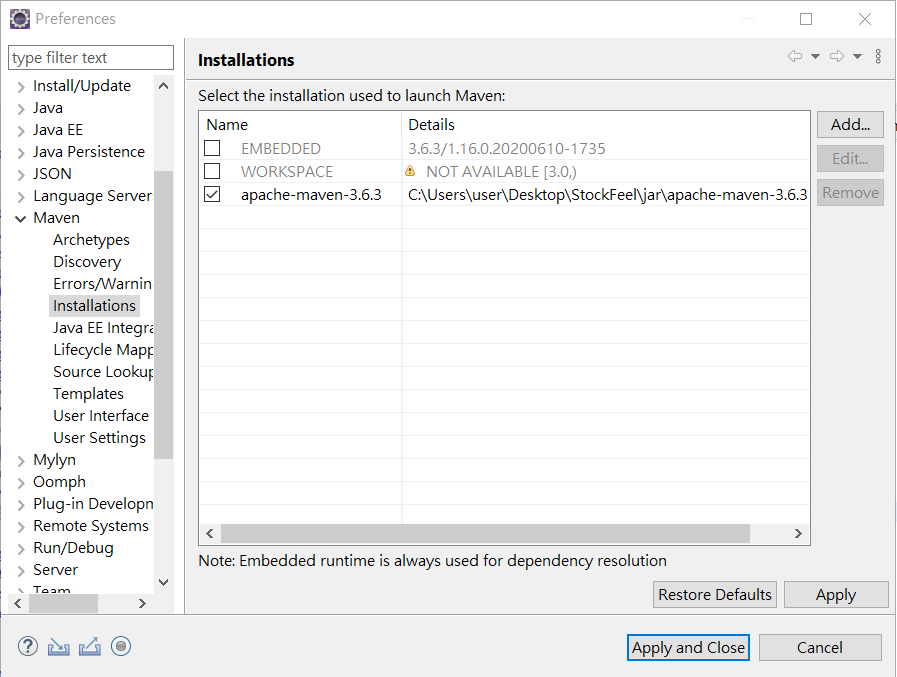 Preferences
type filter text
Install/Update
Java
Java EE
Java Persistence
JSON
Language Server
Maven
Archetypes
Discovery
Errors/Warnin
Installations
Java EE Integra
Lifecycle Mapp
Source Lookup
Templates
User Interface
User Settings
Mylyn
Oomph
Plug-in Developn
Remote Systems
Run/Debug
Server
Team
Installations
Select the installation used to launch Maven:
Name Details
EMBEDDED 3.6.3/1.16.0.20200610-1735
WORKSPACE NOT AVAILABLE [3.0,)
apache-maven-3.6.3 C:\Users\user\Desktop\StockFeel\jar\apache-maven-3.6.3
Add...
Edit...
Remove
Note: Embedded runtime is always used for dependency resolution
Restore Defaults Apply
Apply and Close Cancel